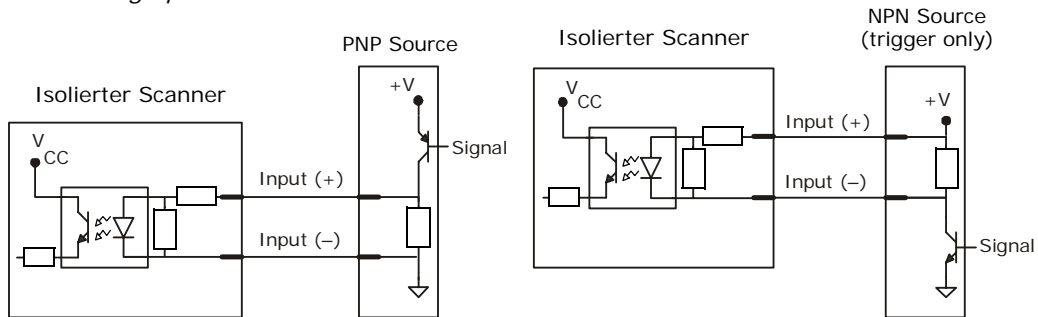 PNP Source
Isolierter Scanner
V
CC
+V
Signal
Input (+)
Input (–)
NPN Source
(trigger only)
Isolierter Scanner
V
CC
+V
Input (+)
Input (–)
Signal